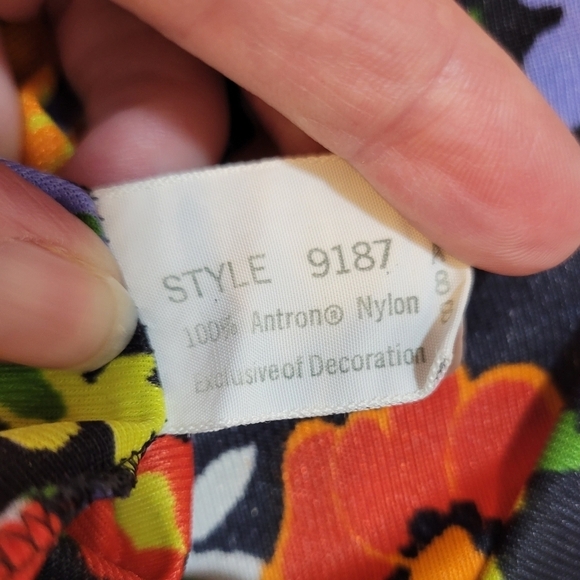 STYLE 9187
100% Antron® Nylon
Exclusive of Decoration